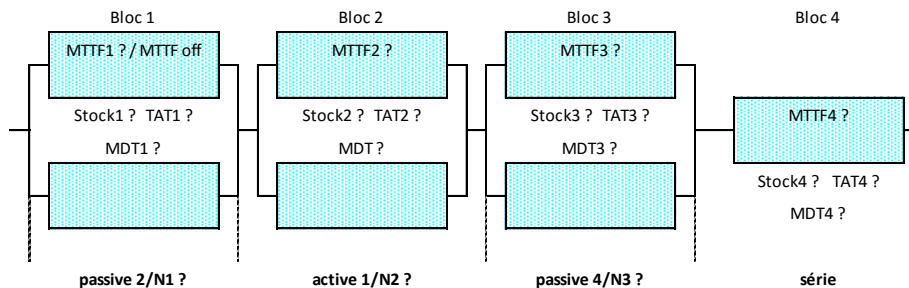 Bloc 1
Bloc 2
Bloc 3
Bloc 4
MTTF1 ? / MTTF off
MTTF2 ?
MTTF3 ?
MTTF4 ?
Stock1 ? TAT1 ?
Stock2 ? TAT2 ?
Stock3 ? TAT3 ?
MDT1 ?
MDT ?
MDT3 ?
Stock4 ? TAT4 ?
MDT4 ?
passive 2/N1 ?
active 1/N2 ?
passive 4/N3 ?
série